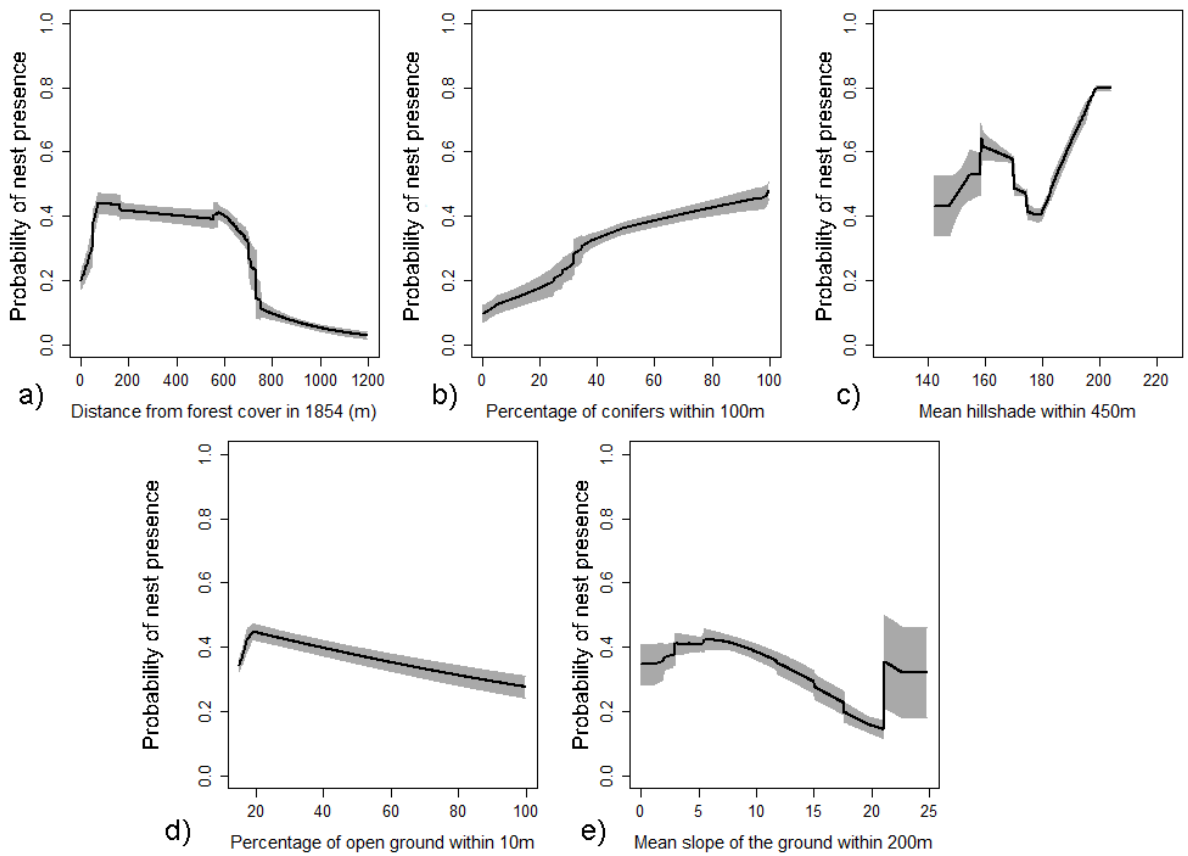 Probability of nest presence
0.0 0.2 0.4 0.6 0.8 1.0
0 200 400 600 800 1000 1200
a) Distance from forest cover in 1854 (m)
Probability of nest presence
0.0 0.2 0.4 0.6 0.8 1.0
0 20 40 60 80 100
b) Percentage of conifers within 100m
Probability of nest presence
0.0 0.2 0.4 0.6 0.8 1.0
140 160 180 200 220
c) Mean hillshade within 450m
Probability of nest presence
0.0 0.2 0.4 0.6 0.8 1.0
20 40 60 80 100
d) Percentage of open ground within 10m
Probability of nest presence
0.0 0.2 0.4 0.6 0.8 1.0
0 5 10 15 20 25
e) Mean slope of the ground within 200m